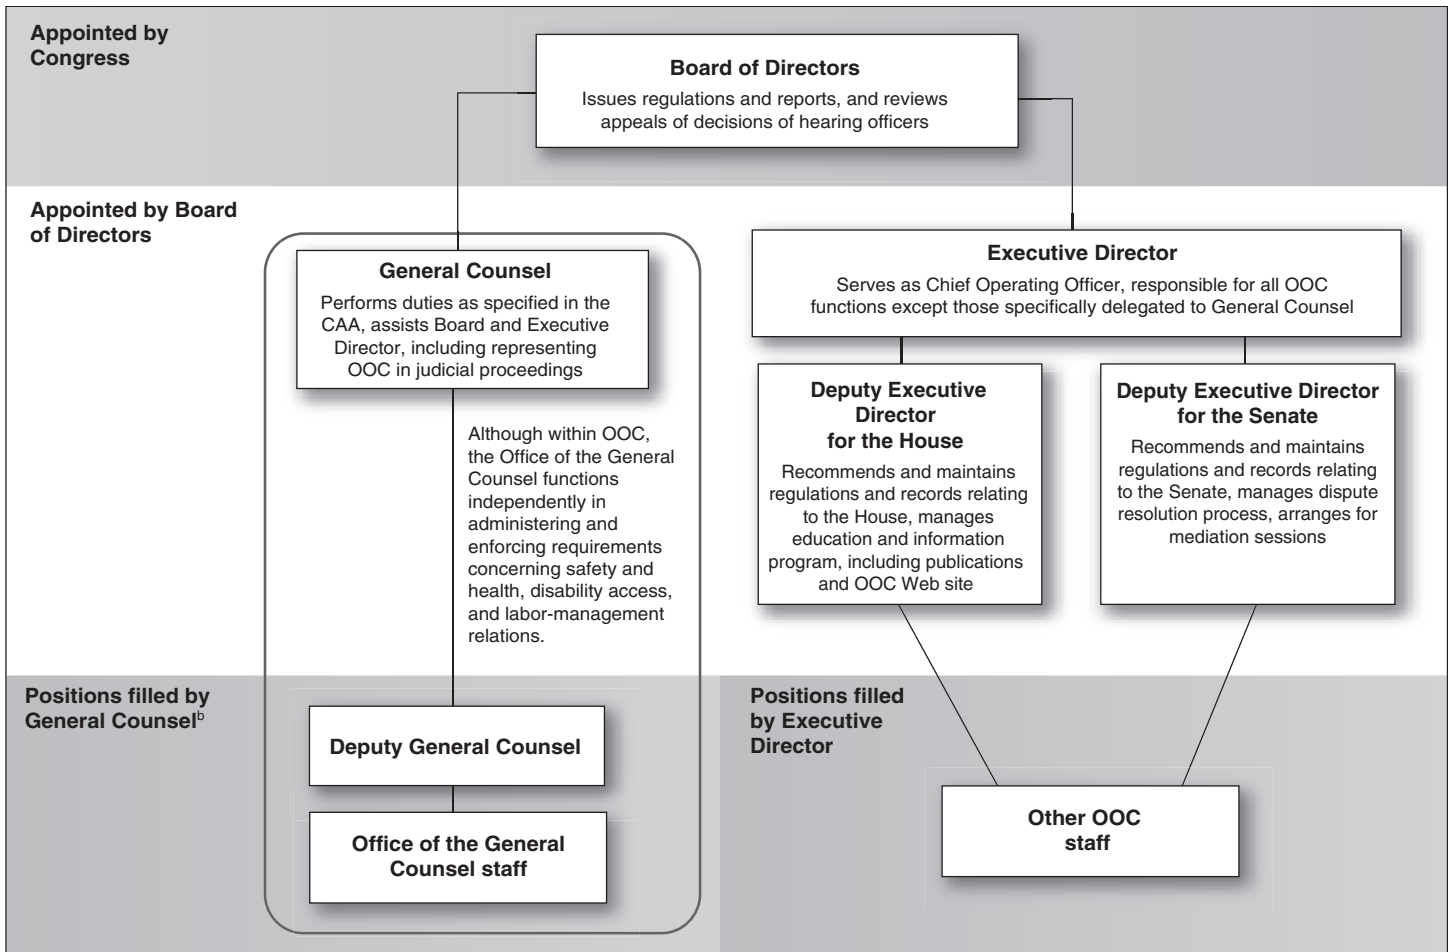 Appointed by
Congress
Board of Directors
Issues regulations and reports, and reviews
appeals of decisions of hearing officers
Appointed by Board
of Directors
General Counsel
Performs duties as specified in the
CAA, assists Board and Executive
Director, including representing
OOC in judicial proceedings
Executive Director
Serves as Chief Operating Officer, responsible for all OOC
functions except those specifically delegated to General Counsel
Although within OOC,
the Office of the General
Counsel functions
independently in
administering and
enforcing requirements
concerning safety and
health, disability access,
and labor-management
relations.
Deputy Executive
Director
for the House
Recommends and maintains
regulations and records relating
to the House, manages
education and information
program, including publications
and OOC Web site
Deputy Executive Director
for the Senate
Recommends and maintains
regulations and records relating
to the Senate, manages dispute
resolution process, arranges for
mediation sessions
Positions filled by
General Counselᵇ
Deputy General Counsel
Office of the General
Counsel staff
Positions filled
by Executive
Director
Other OOC
staff